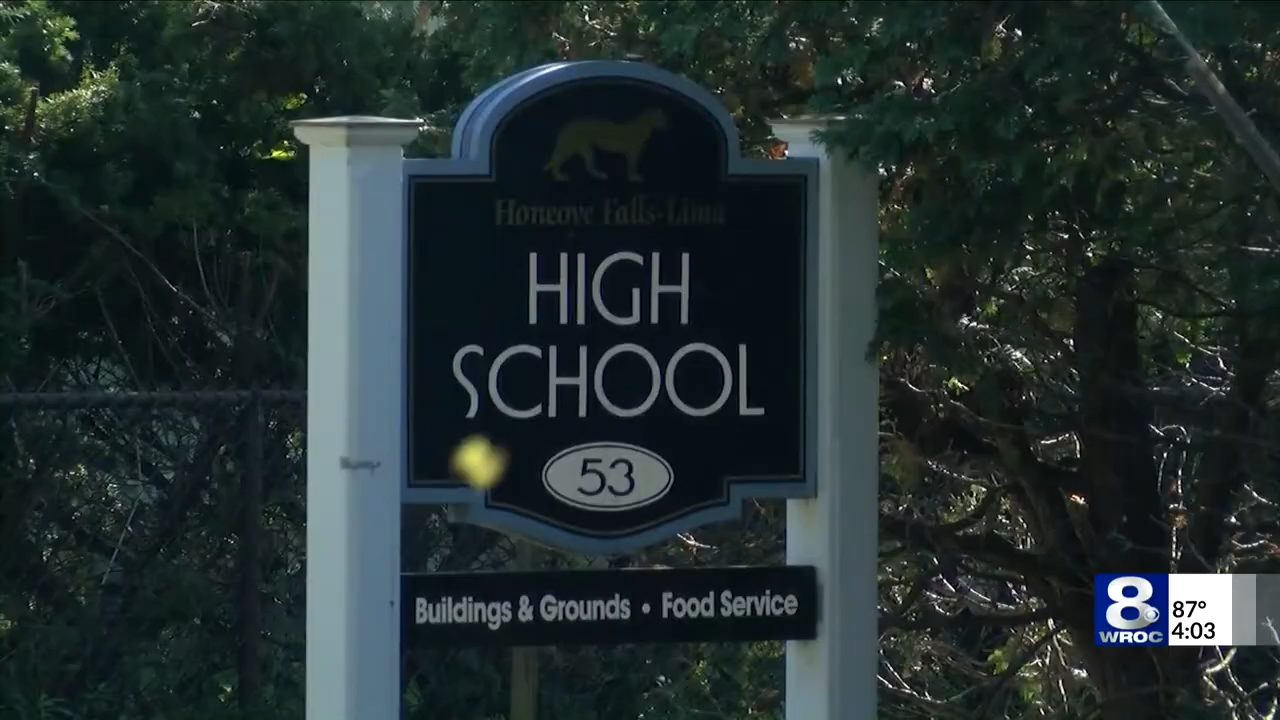 Honeoye Falls-Lima
HIGH
SCHOOL
53
Buildings & Grounds • Food Service
8
WROC
87°
4:03